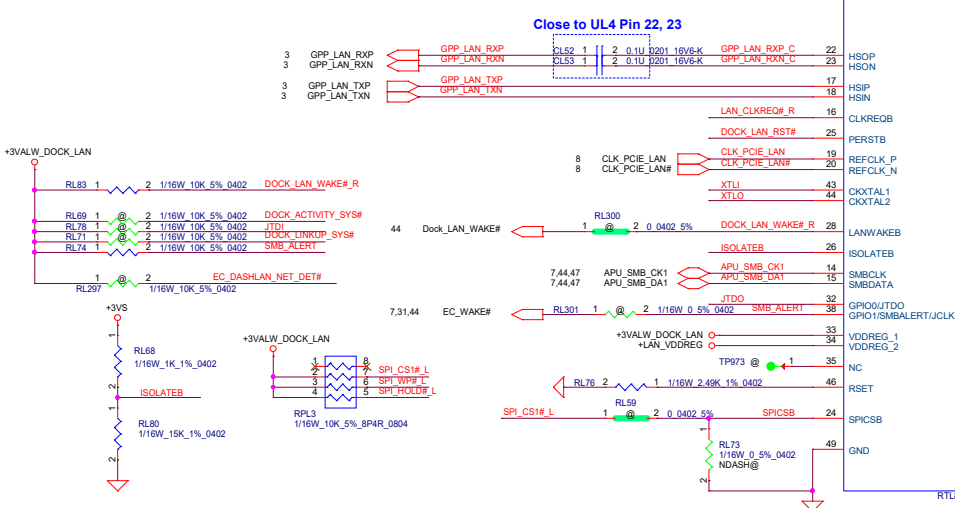 Close to UL4 Pin 22, 23
3 GPP_LAN_RXP GPP_LAN_RXP CL52 1 2 0.1U_0201_16V6-K GPP_LAN_RXP_C 22 HSOP
3 GPP_LAN_RXN GPP_LAN_RXN CL53 1 2 0.1U_0201_16V6-K GPP_LAN_RXN_C 23 HSON
3 GPP_LAN_TXP GPP_LAN_TXP 17 HSIP
3 GPP_LAN_TXN GPP_LAN_TXN 18 HSIN
LAN_CLKREQ#_R 16 CLKREQB
DOCK_LAN_RST# 25 PERSTB
8 CLK_PCIE_LAN CLK_PCIE_LAN 19 REFCLK_P
8 CLK_PCIE_LAN# CLK_PCIE_LAN# 20 REFCLK_N
XTLI 43 CKXTAL1
XTLO 44 CKXTAL2
44 Dock_LAN_WAKE# RL300 1 @ 2 0_0402_5% DOCK_LAN_WAKE#_R 28 LANWAKEB
ISOLATEB 26 ISOLATEB
7,44,47 APU_SMB_CK1 APU_SMB_CK1 14 SMBCLK
7,44,47 APU_SMB_DA1 APU_SMB_DA1 15 SMBDATA
JTDO 32 GPIO0/JTDO
7,31,44 EC_WAKE# RL301 1 @ 2 1/16W_0_5%_0402 SMB_ALERT 38 GPIO1/SMBALERT/JCLK
+3VALW_DOCK_LAN 33 VDDREG_1
+LAN_VDDREG 34 VDDREG_2
TP973 @ 1 35 NC
RL76 2 1 1/16W_2.49K_1%_0402 46 RSET
SPI_CS1#_L RL59 1 @ 2 0_0402_5% SPICSB 24 SPICSB
1 RL73
1/16W_0_5%_0402
NDASH@
2
49 GND
RTL
+3VALW_DOCK_LAN
RL83 1 2 1/16W_10K_5%_0402 DOCK_LAN_WAKE#_R
RL69 1 @ 2 1/16W_10K_5%_0402 DOCK_ACTIVITY_SYS#
RL78 1 @ 2 1/16W_10K_5%_0402 JTDI
RL71 1 @ 2 1/16W_10K_5%_0402 DOCK_LINKUP_SYS#
RL74 1 2 1/16W_10K_5%_0402 SMB_ALERT
RL297 1 @ 2 1/16W_10K_5%_0402 EC_DASHLAN_NET_DET#
+3VS
1 RL68
1/16W_1K_1%_0402
2
ISOLATEB
1 RL80
1/16W_15K_1%_0402
2
+3VALW_DOCK_LAN
1 8
2 7 SPI_CS1#_L
3 6 SPI_WP#_L
4 5 SPI_HOLD#_L
RPL3
1/16W_10K_5%_8P4R_0804